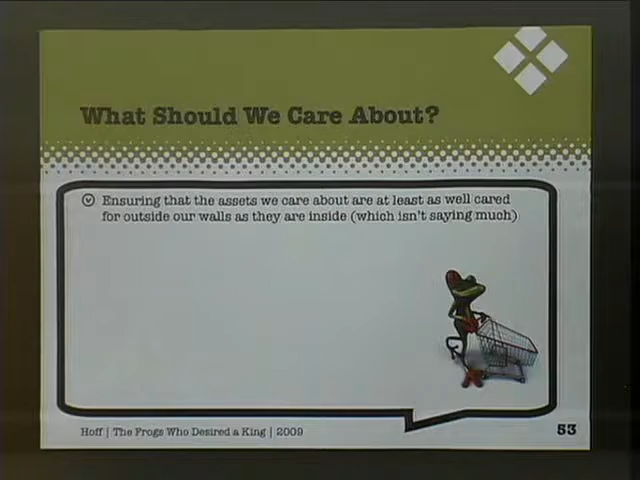 What Should We Care About?
Ensuring that the assets we care about are at least as well cared
for outside our walls as they are inside (which isn't saying much)
Hoff | The Frogs Who Desired a King | 2009
53